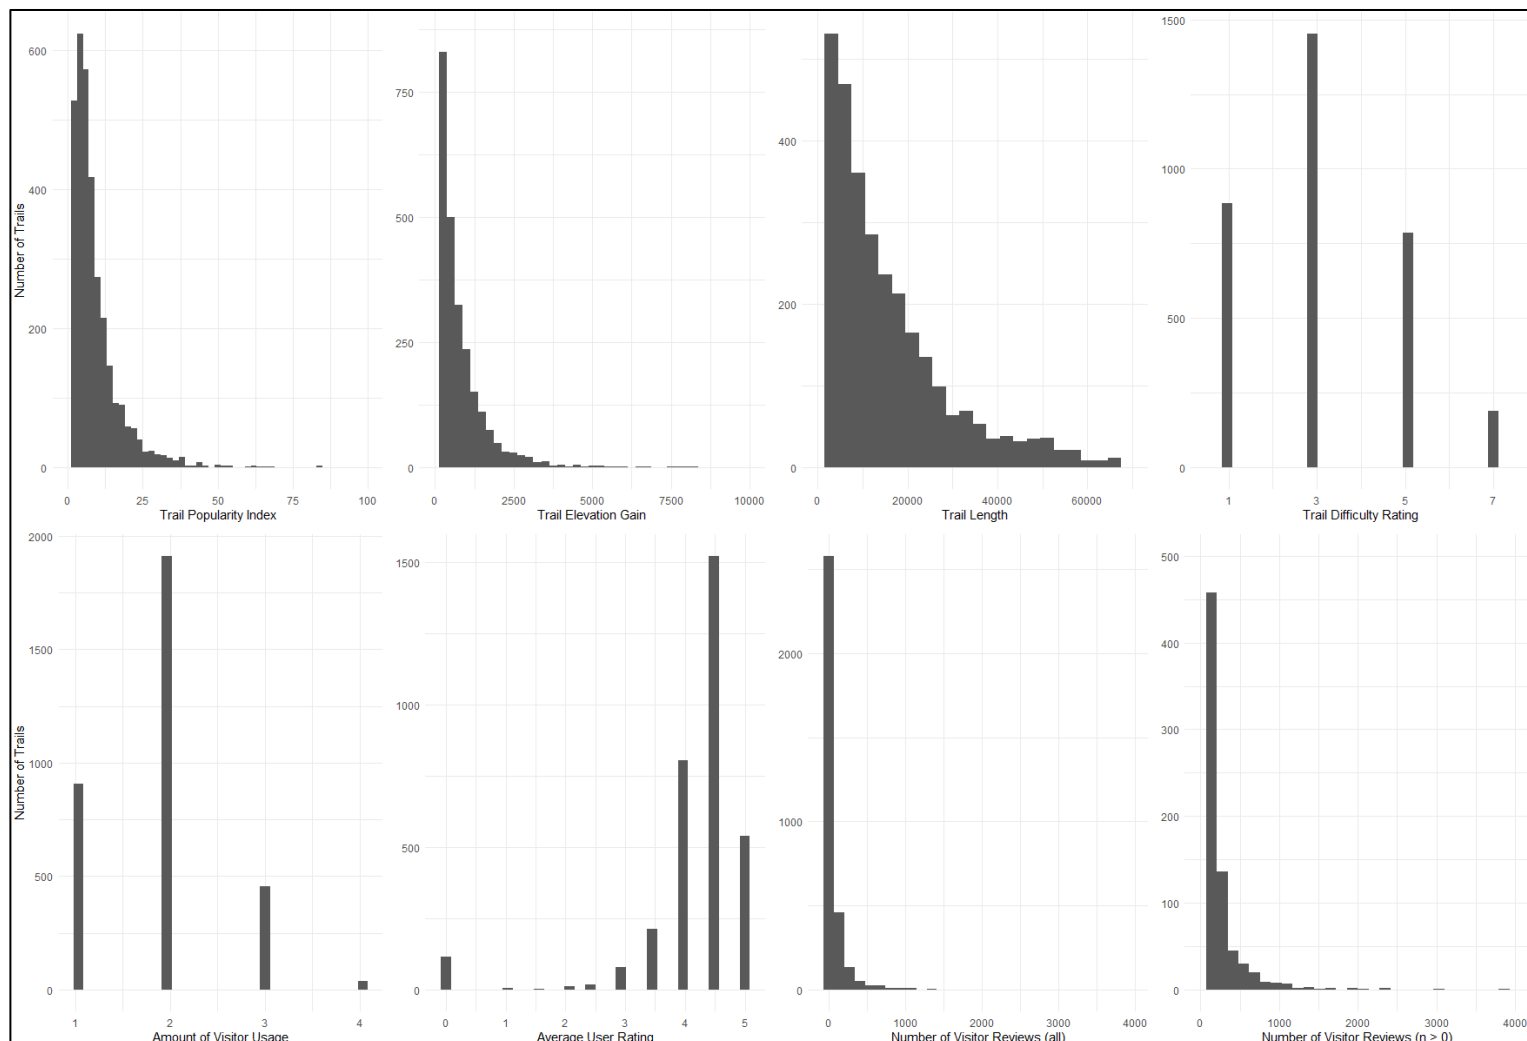 Number of Trails
600
400
200
0
0 25 50 75 100
Trail Popularity Index
750
500
250
0
0 2500 5000 7500 10000
Trail Elevation Gain
400
200
0
0 20000 40000 60000
Trail Length
1500
1000
500
0
1 3 5 7
Trail Difficulty Rating
Number of Trails
2000
1500
1000
500
0
1 2 3 4
Amount of Visitor Usage
1500
1000
500
0
0 1 2 3 4 5
Average User Rating
2000
1000
0
0 1000 2000 3000 4000
Number of Visitor Reviews (all)
500
400
300
200
100
0
0 1000 2000 3000 4000
Number of Visitor Reviews (n > 0)